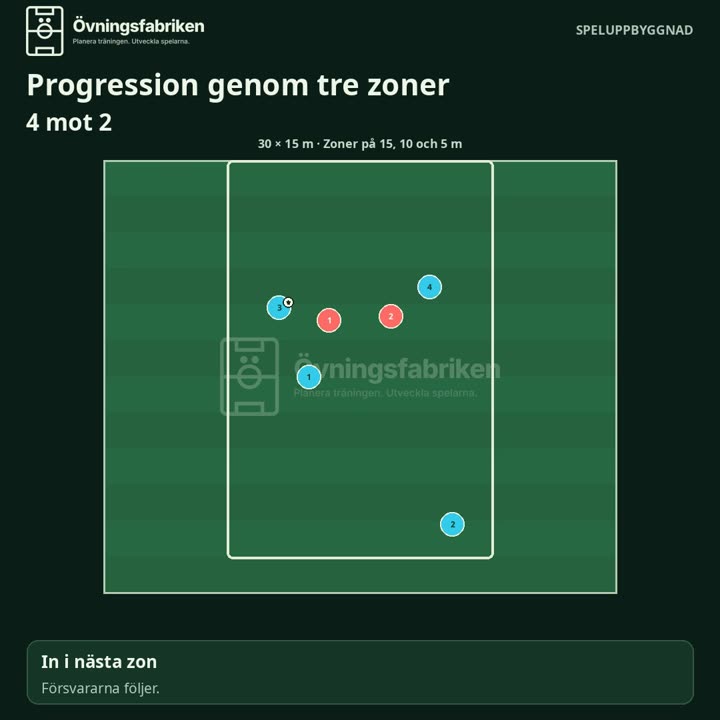 Övningsfabriken
Planera träningen. Utveckla spelarna.
SPELUPPBYGGNAD
Progression genom tre zoner
4 mot 2
30 × 15 m · Zoner på 15, 10 och 5 m
4
3
1
2
Övningsfabriken
1
Planera träningen. Utveckla spelarna.
2
In i nästa zon
Försvararna följer.